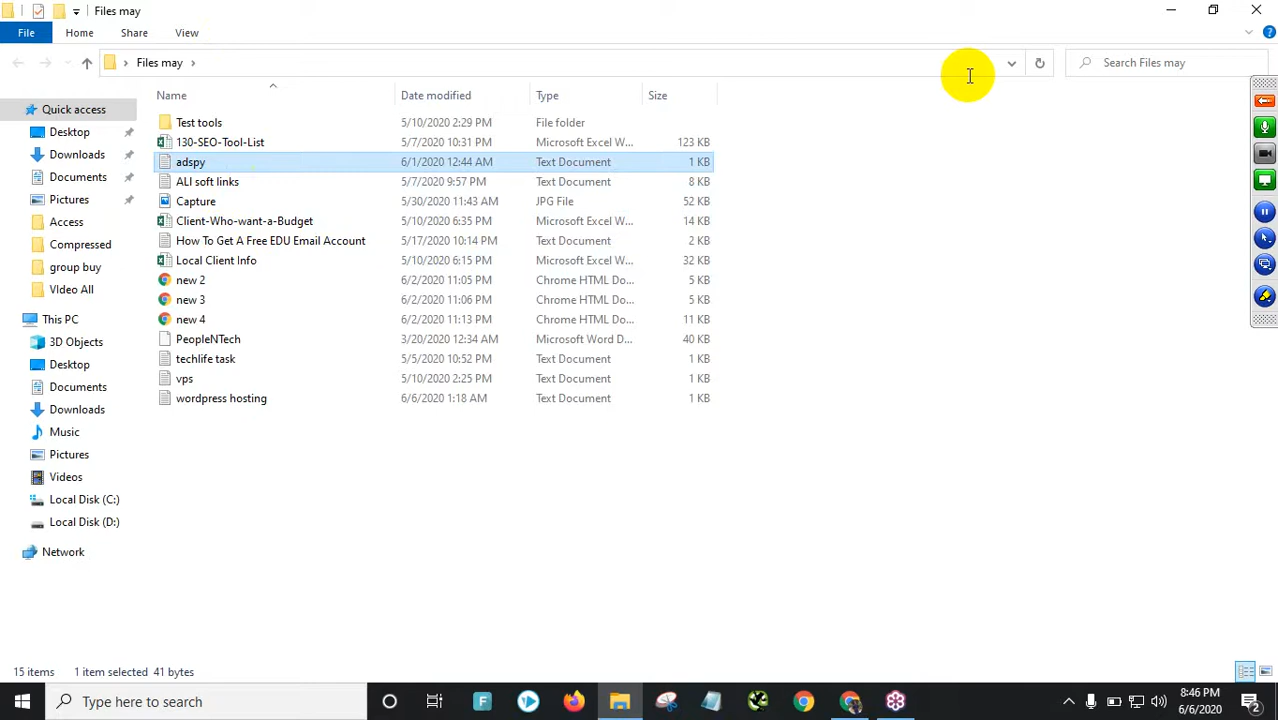 Files may
File
Home
Share
View
Files may
Search Files may
Name
Date modified
Type
Size
Test tools 5/10/2020 2:29 PM File folder
130-SEO-Tool-List 5/7/2020 10:31 PM Microsoft Excel W... 123 KB
adspy 6/1/2020 12:44 AM Text Document 1 KB
ALI soft links 5/7/2020 9:57 PM Text Document 8 KB
Capture 5/30/2020 11:43 AM JPG File 52 KB
Client-Who-want-a-Budget 5/10/2020 6:35 PM Microsoft Excel W... 14 KB
How To Get A Free EDU Email Account 5/17/2020 10:14 PM Text Document 2 KB
Local Client Info 5/10/2020 6:15 PM Microsoft Excel W... 32 KB
new 2 6/2/2020 11:05 PM Chrome HTML Do... 5 KB
new 3 6/2/2020 11:06 PM Chrome HTML Do... 5 KB
new 4 6/2/2020 11:13 PM Chrome HTML Do... 11 KB
PeopleNTech 3/20/2020 12:34 AM Microsoft Word D... 40 KB
techlife task 5/5/2020 10:52 PM Text Document 1 KB
vps 5/10/2020 2:25 PM Text Document 1 KB
wordpress hosting 6/6/2020 1:18 AM Text Document 1 KB
Quick access
Desktop
Downloads
Documents
Pictures
Access
Compressed
group buy
VIdeo All
This PC
3D Objects
Desktop
Documents
Downloads
Music
Pictures
Videos
Local Disk (C:)
Local Disk (D:)
Network
15 items 1 item selected 41 bytes
Type here to search
8:46 PM
6/6/2020
2